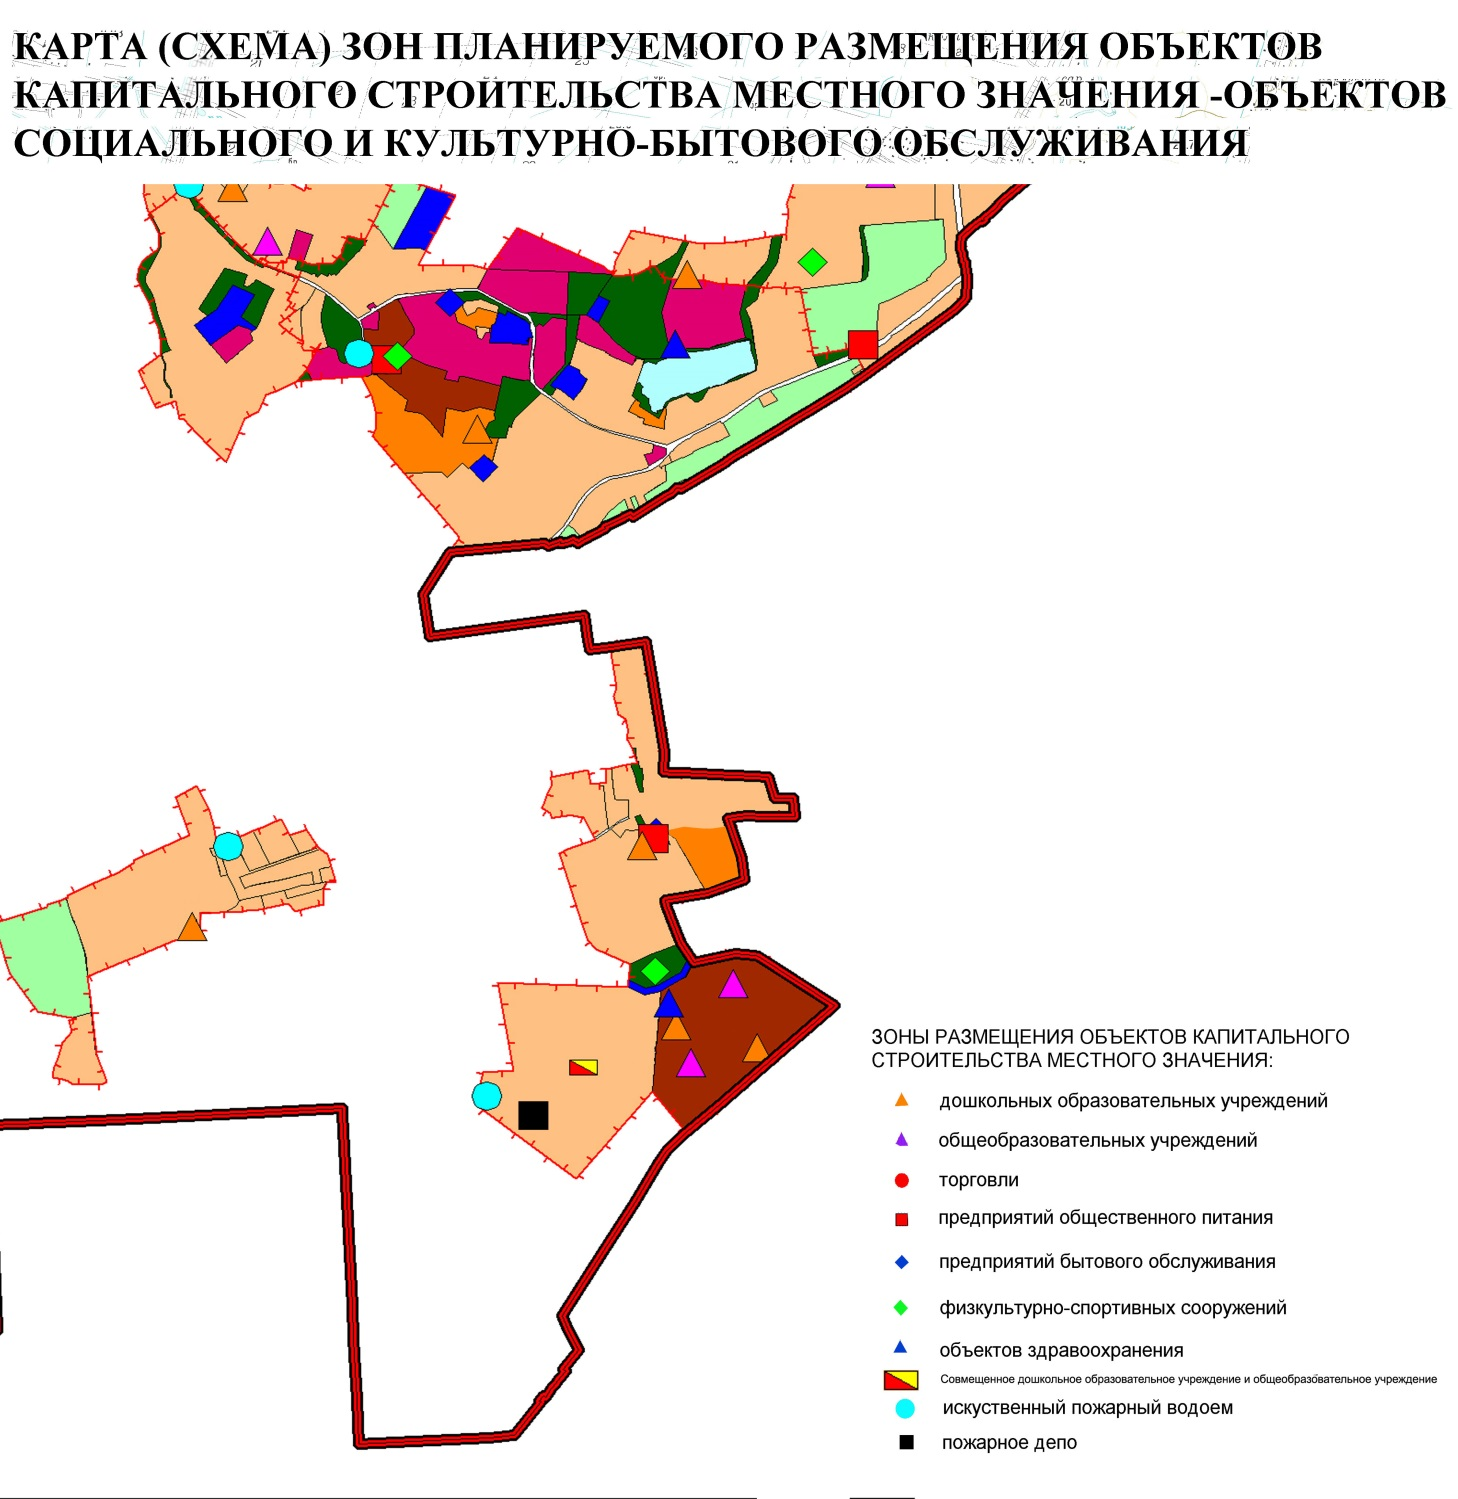 КАРТА (СХЕМА) ЗОН ПЛАНИРУЕМОГО РАЗМЕЩЕНИЯ ОБЪЕКТОВ
КАПИТАЛЬНОГО СТРОИТЕЛЬСТВА МЕСТНОГО ЗНАЧЕНИЯ -ОБЪЕКТОВ
СОЦИАЛЬНОГО И КУЛЬТУРНО-БЫТОВОГО ОБСЛУЖИВАНИЯ
ЗОНЫ РАЗМЕЩЕНИЯ ОБЪЕКТОВ КАПИТАЛЬНОГО
СТРОИТЕЛЬСТВА МЕСТНОГО ЗНАЧЕНИЯ:
дошкольных образовательных учреждений
общеобразовательных учреждений
торговли
предприятий общественного питания
предприятий бытового обслуживания
физкультурно-спортивных сооружений
объектов здравоохранения
Совмещенное дошкольное образовательное учреждение и общеобразовательное учреждение
искуственный пожарный водоем
пожарное депо